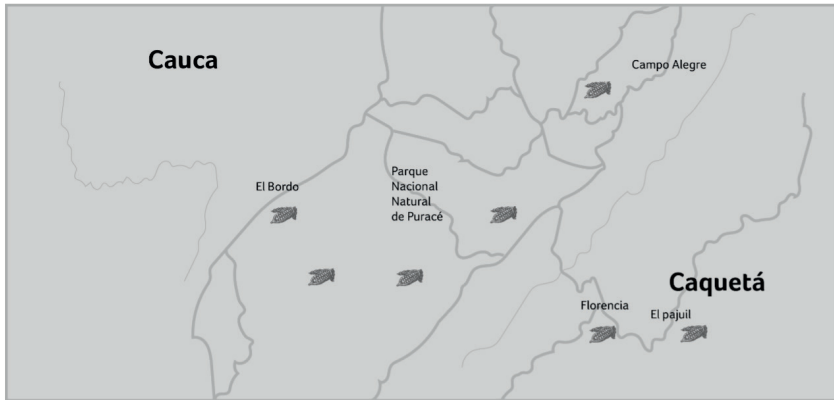 Cauca
Campo Alegre
El Bordo
Parque
Nacional
Natural
de Puracé
Caquetá
Florencia
El pajuil